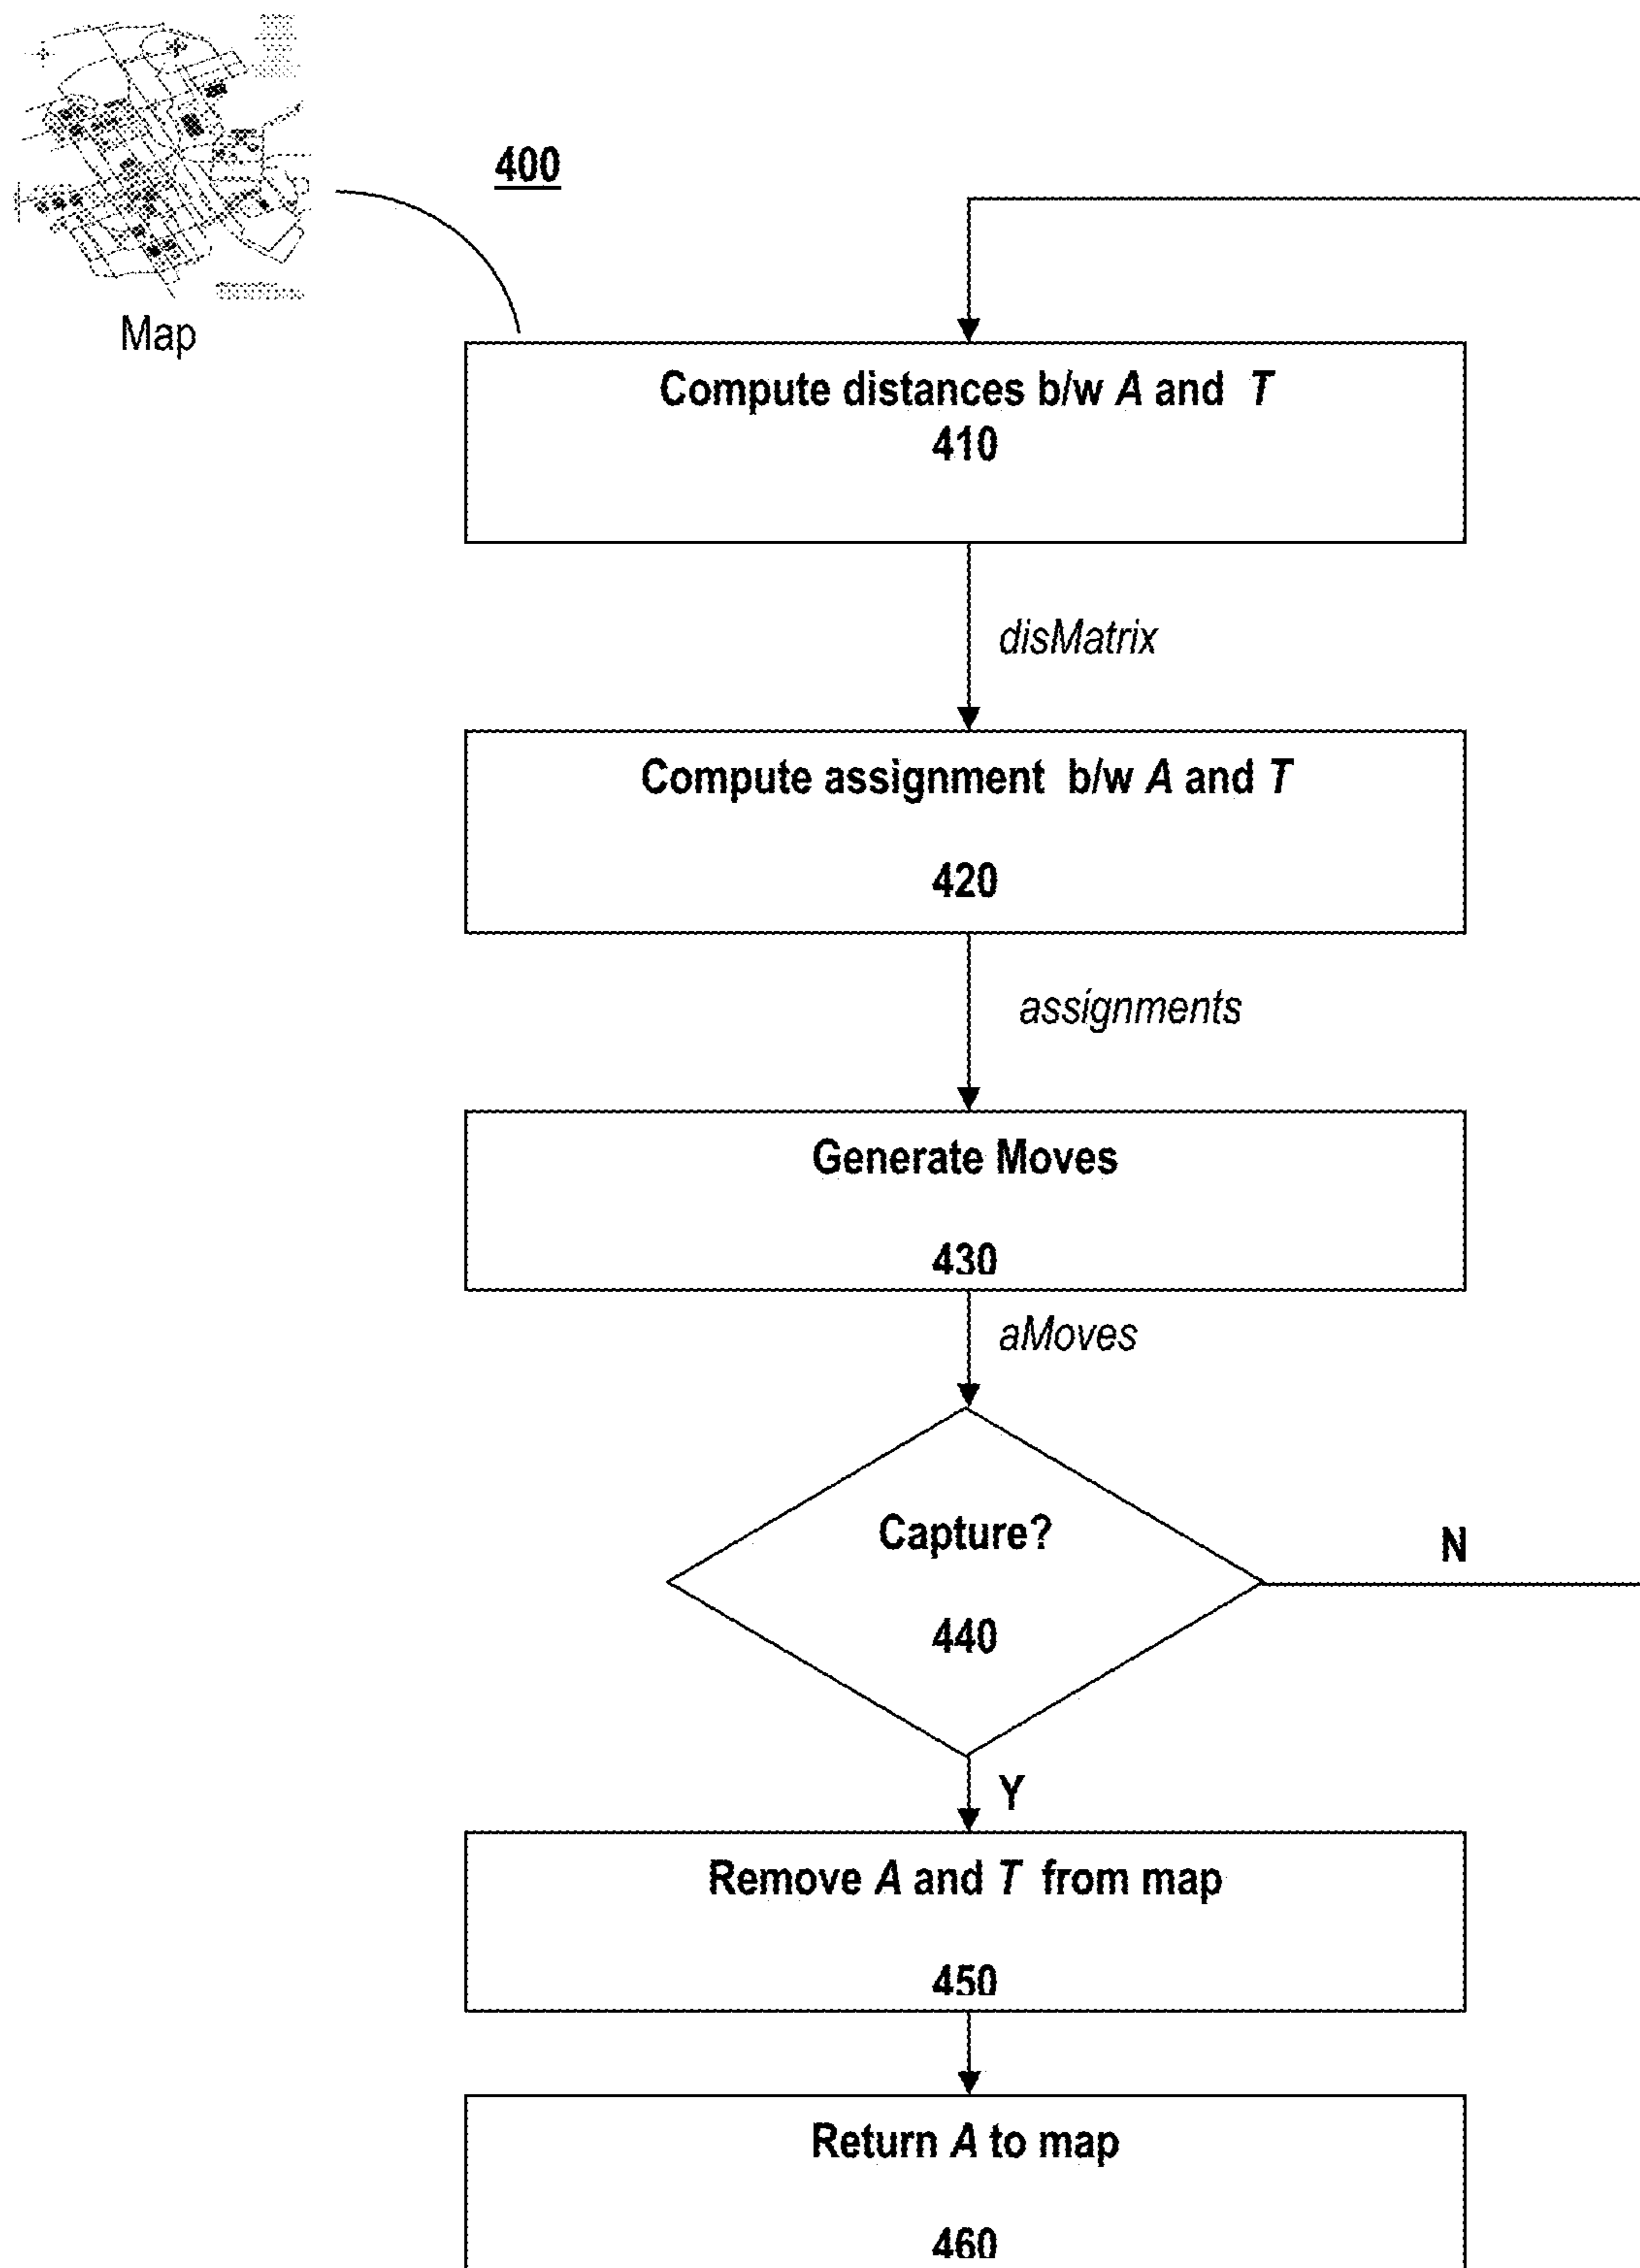 400
Map
Compute distances b/w A and T
410
disMatrix
Compute assignment b/w A and T
420
assignments
Generate Moves
430
aMoves
Capture?
440
N
Y
Remove A and T from map
450
Return A to map
460